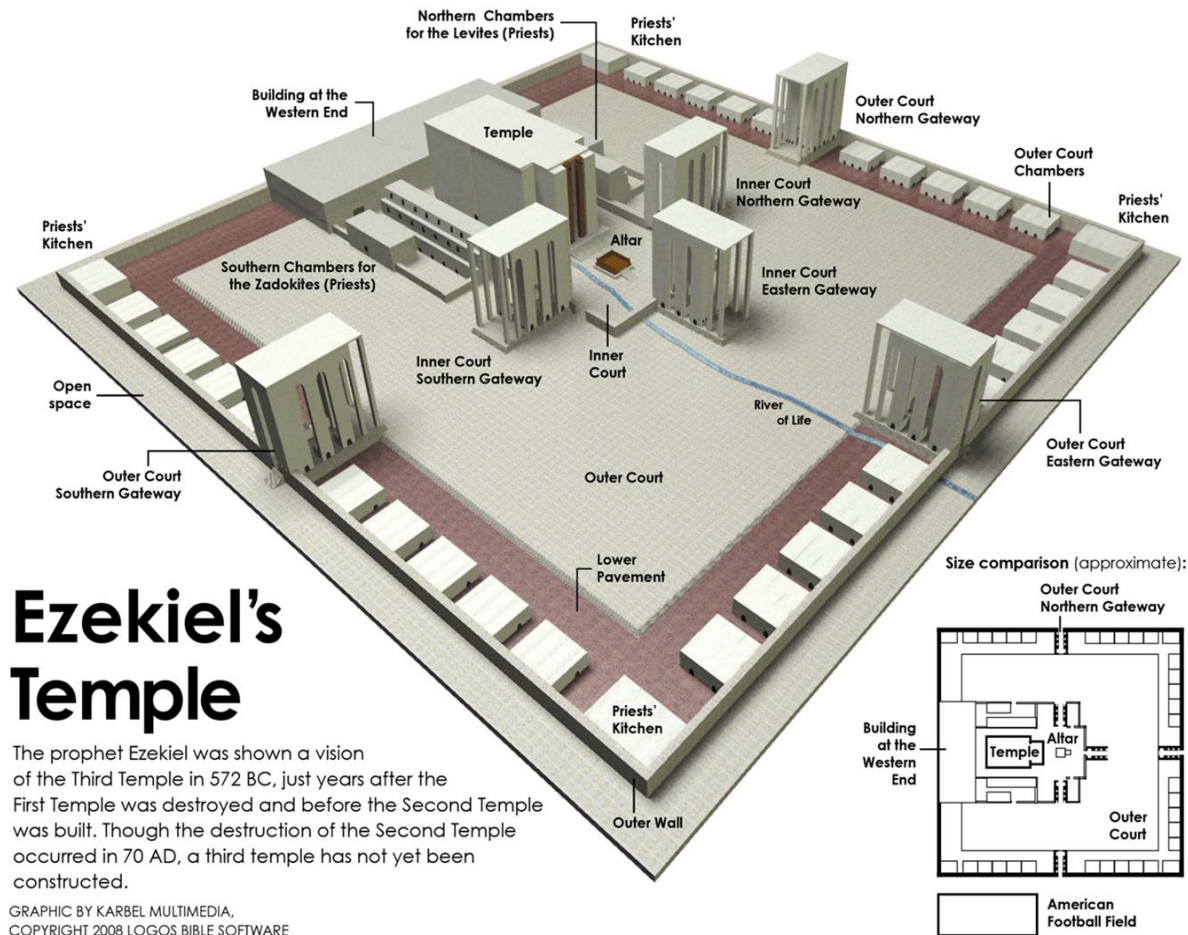 Northern Chambers
for the Levites (Priests)
Priests'
Kitchen
Building at the
Western End
Temple
Outer Court
Northern Gateway
Outer Court
Chambers
Inner Court
Northern Gateway
Priests'
Kitchen
Priests'
Kitchen
Altar
Southern Chambers for
the Zadokites (Priests)
Inner Court
Eastern Gateway
Inner Court
Southern Gateway
Inner
Court
Open
space
River
of Life
Outer Court
Eastern Gateway
Outer Court
Southern Gateway
Outer Court
Lower
Pavement
Priests'
Kitchen
Outer Wall
Ezekiel's
Temple
The prophet Ezekiel was shown a vision
of the Third Temple in 572 BC, just years after the
First Temple was destroyed and before the Second Temple
was built. Though the destruction of the Second Temple
occurred in 70 AD, a third temple has not yet been
constructed.
GRAPHIC BY KARBEL MULTIMEDIA,
COPYRIGHT 2008 LOGOS BIBLE SOFTWARE
Size comparison (approximate):
Outer Court
Northern Gateway
Building
at the
Western
End
Temple
Altar
Outer
Court
American
Football Field